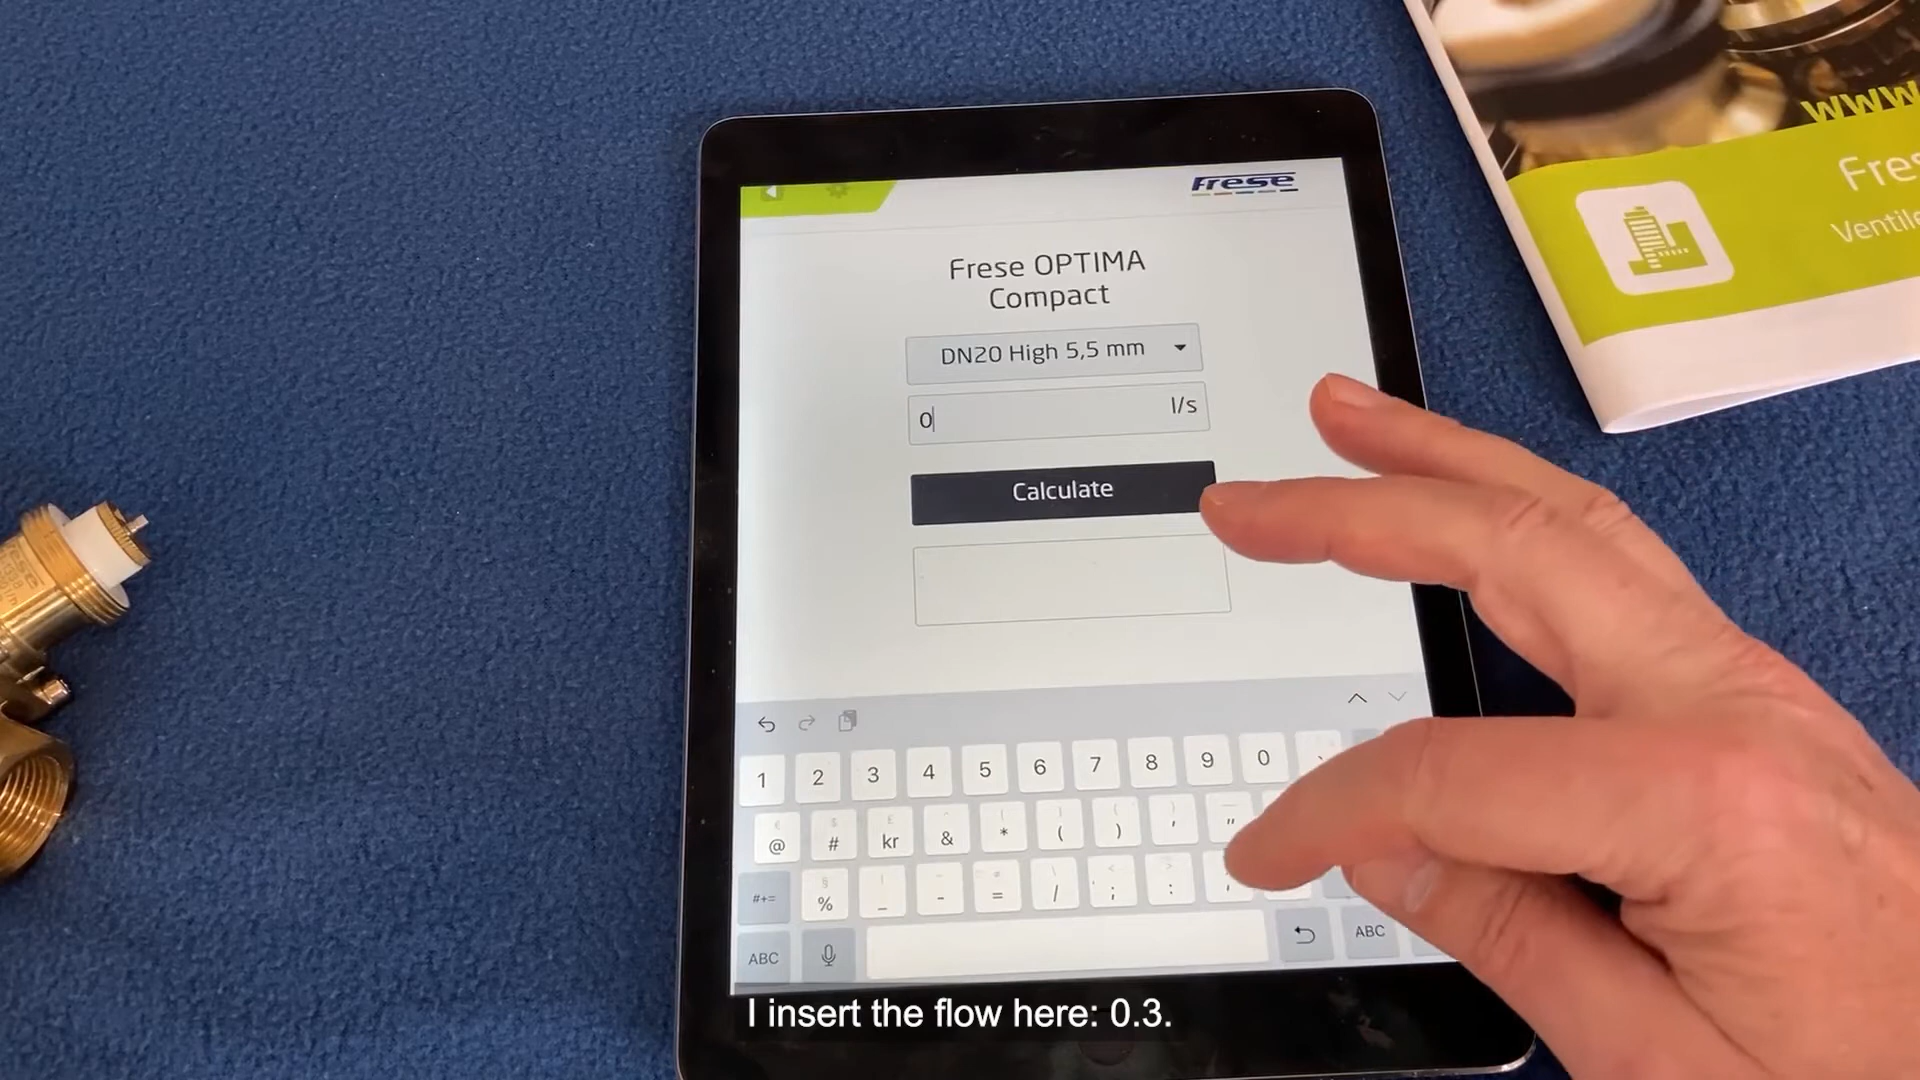 www
Frese
Fres
Ventile
Frese OPTIMA
Compact
DN20 High 5,5 mm
0 l/s
Calculate
1 2 3 4 5 6 7 8 9 0
@ # kr & * ( ) ' "
#+= % _ - = / ; : ,
ABC ABC
I insert the flow here: 0.3.